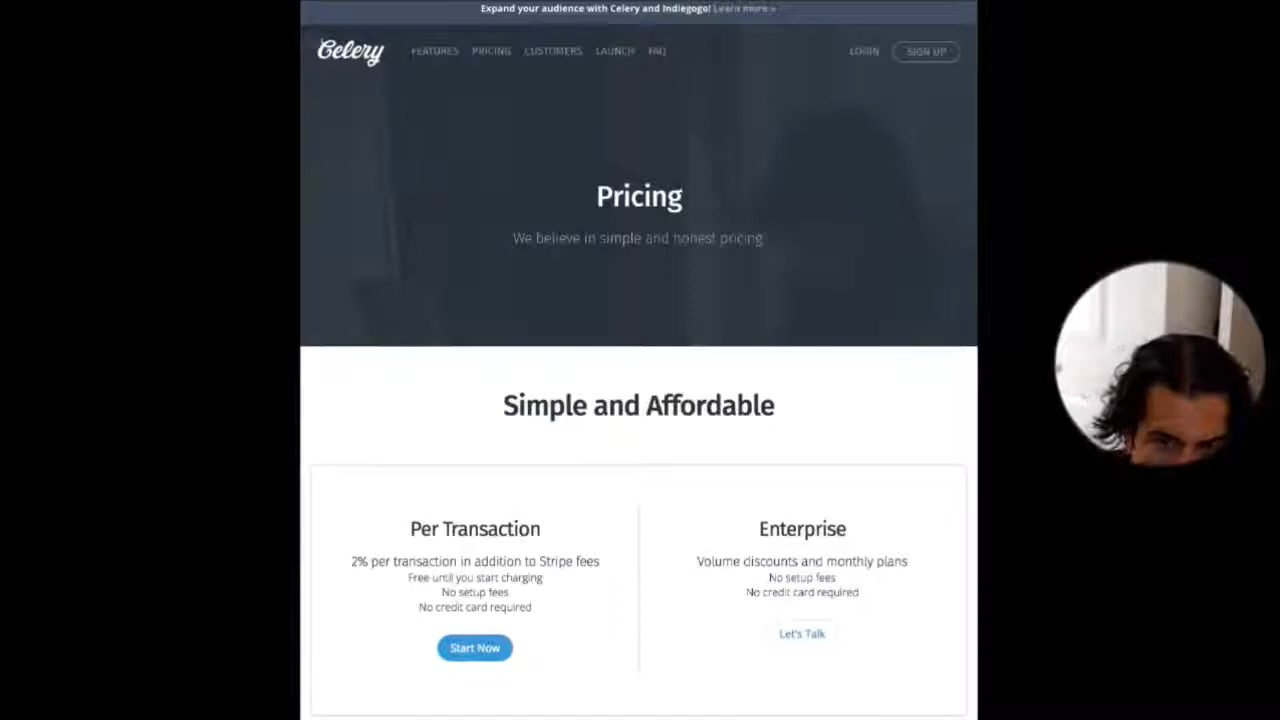 Expand your audience with Celery and Indiegogo! Learn more »
Celery FEATURES PRICING CUSTOMERS LAUNCH FAQ LOGIN SIGN UP
Pricing
We believe in simple and honest pricing
Simple and Affordable
Per Transaction
2% per transaction in addition to Stripe fees
Free until you start charging
No setup fees
No credit card required
Start Now
Enterprise
Volume discounts and monthly plans
No setup fees
No credit card required
Let's Talk